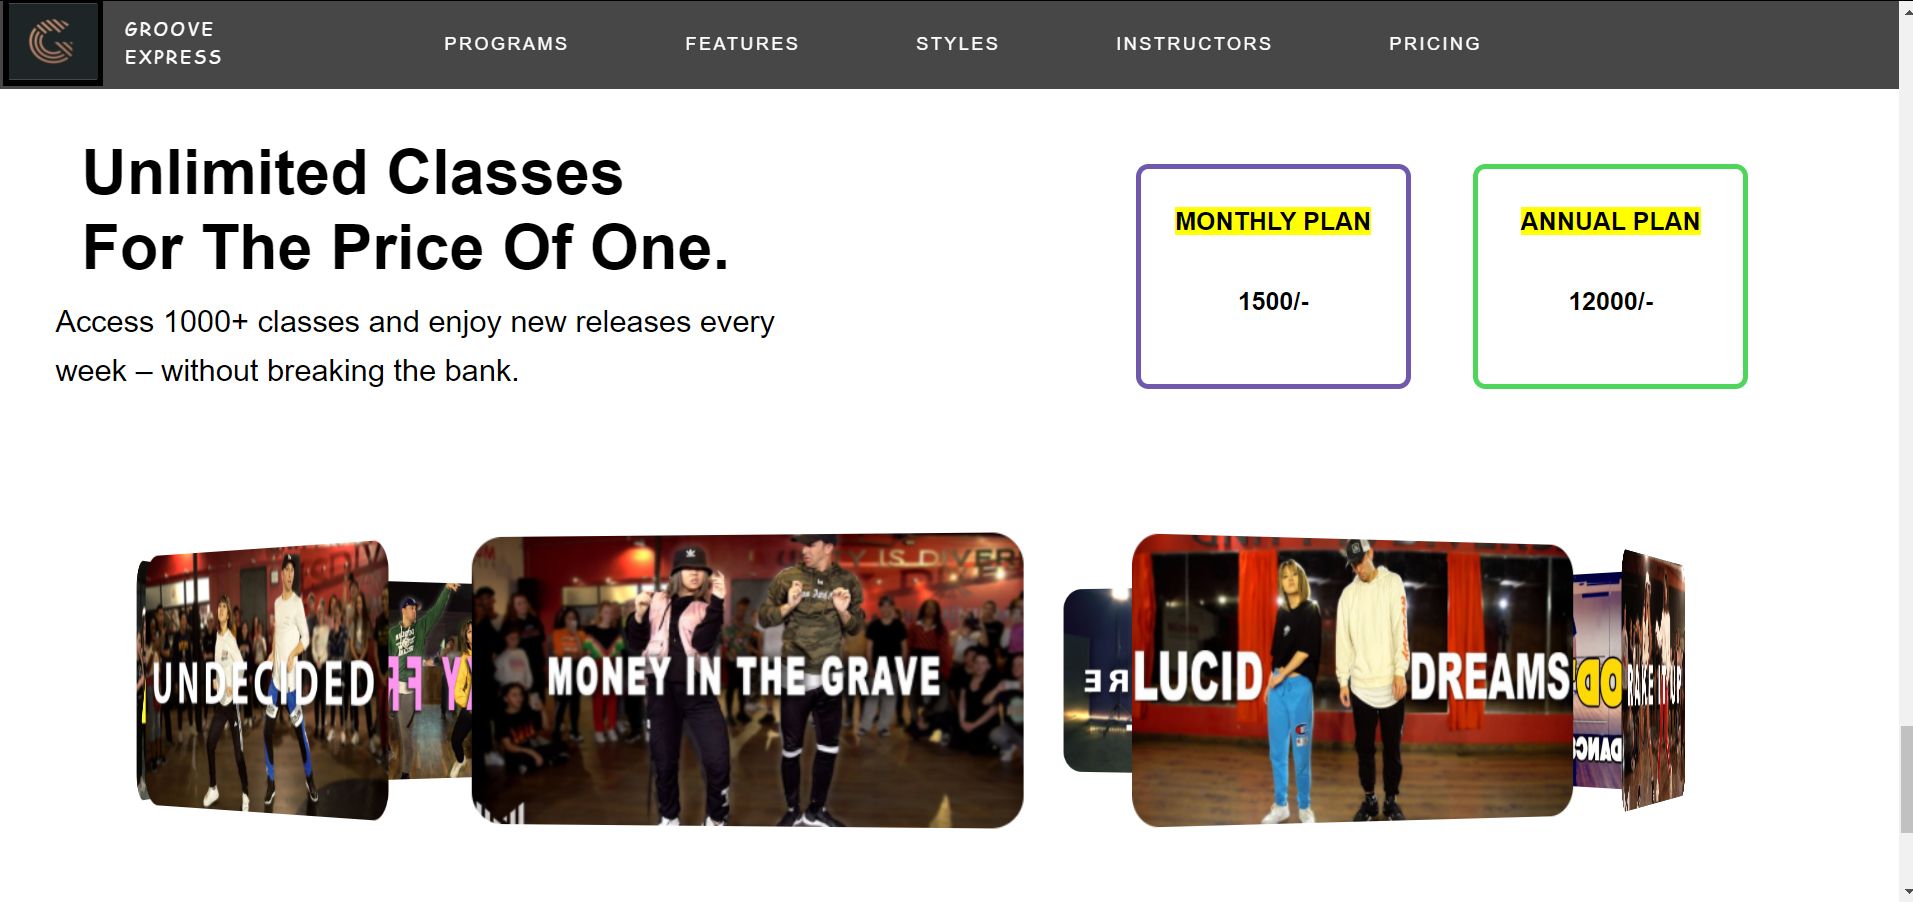 GROOVE
EXPRESS
PROGRAMS
FEATURES
STYLES
INSTRUCTORS
PRICING
Unlimited Classes
For The Price Of One.
Access 1000+ classes and enjoy new releases every
week – without breaking the bank.
MONTHLY PLAN
1500/-
ANNUAL PLAN
12000/-
UNDECIDED
MONEY IN THE GRAVE
LUCID DREAMS
RAKE IT UP